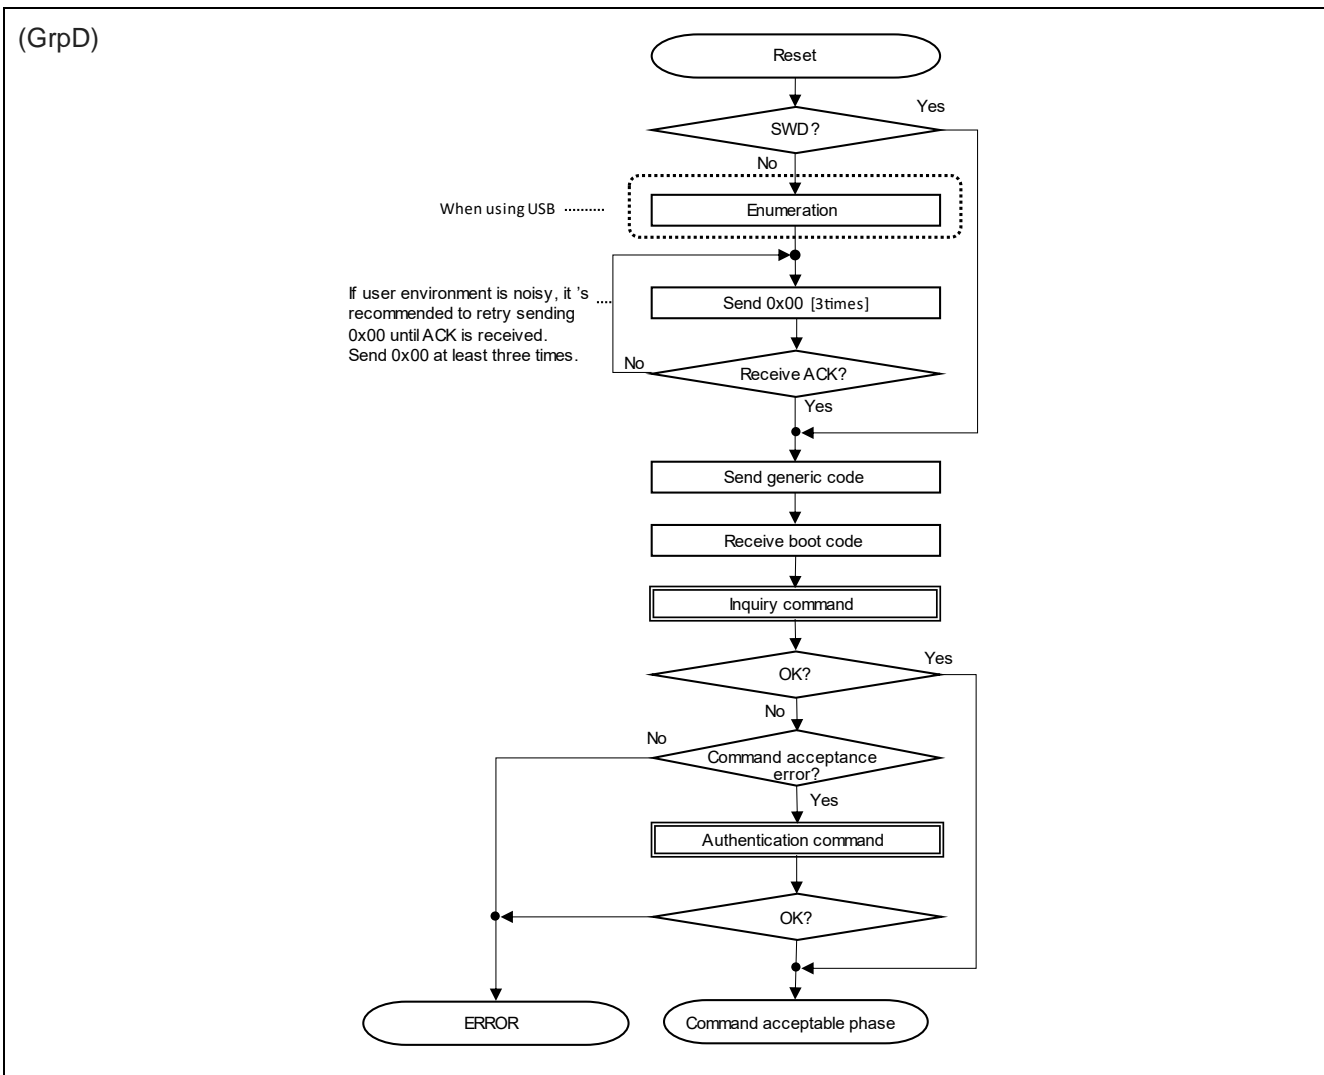 (GrpD)
Reset
Yes
SWD?
No
When using USB
Enumeration
If user environment is noisy, it 's
recommended to retry sending
0x00 until ACK is received.
Send 0x00 at least three times.
Send 0x00 [3times]
No
Receive ACK?
Yes
Send generic code
Receive boot code
Inquiry command
Yes
OK?
No
No
Command acceptance
error?
Yes
Authentication command
OK?
ERROR
Command acceptable phase